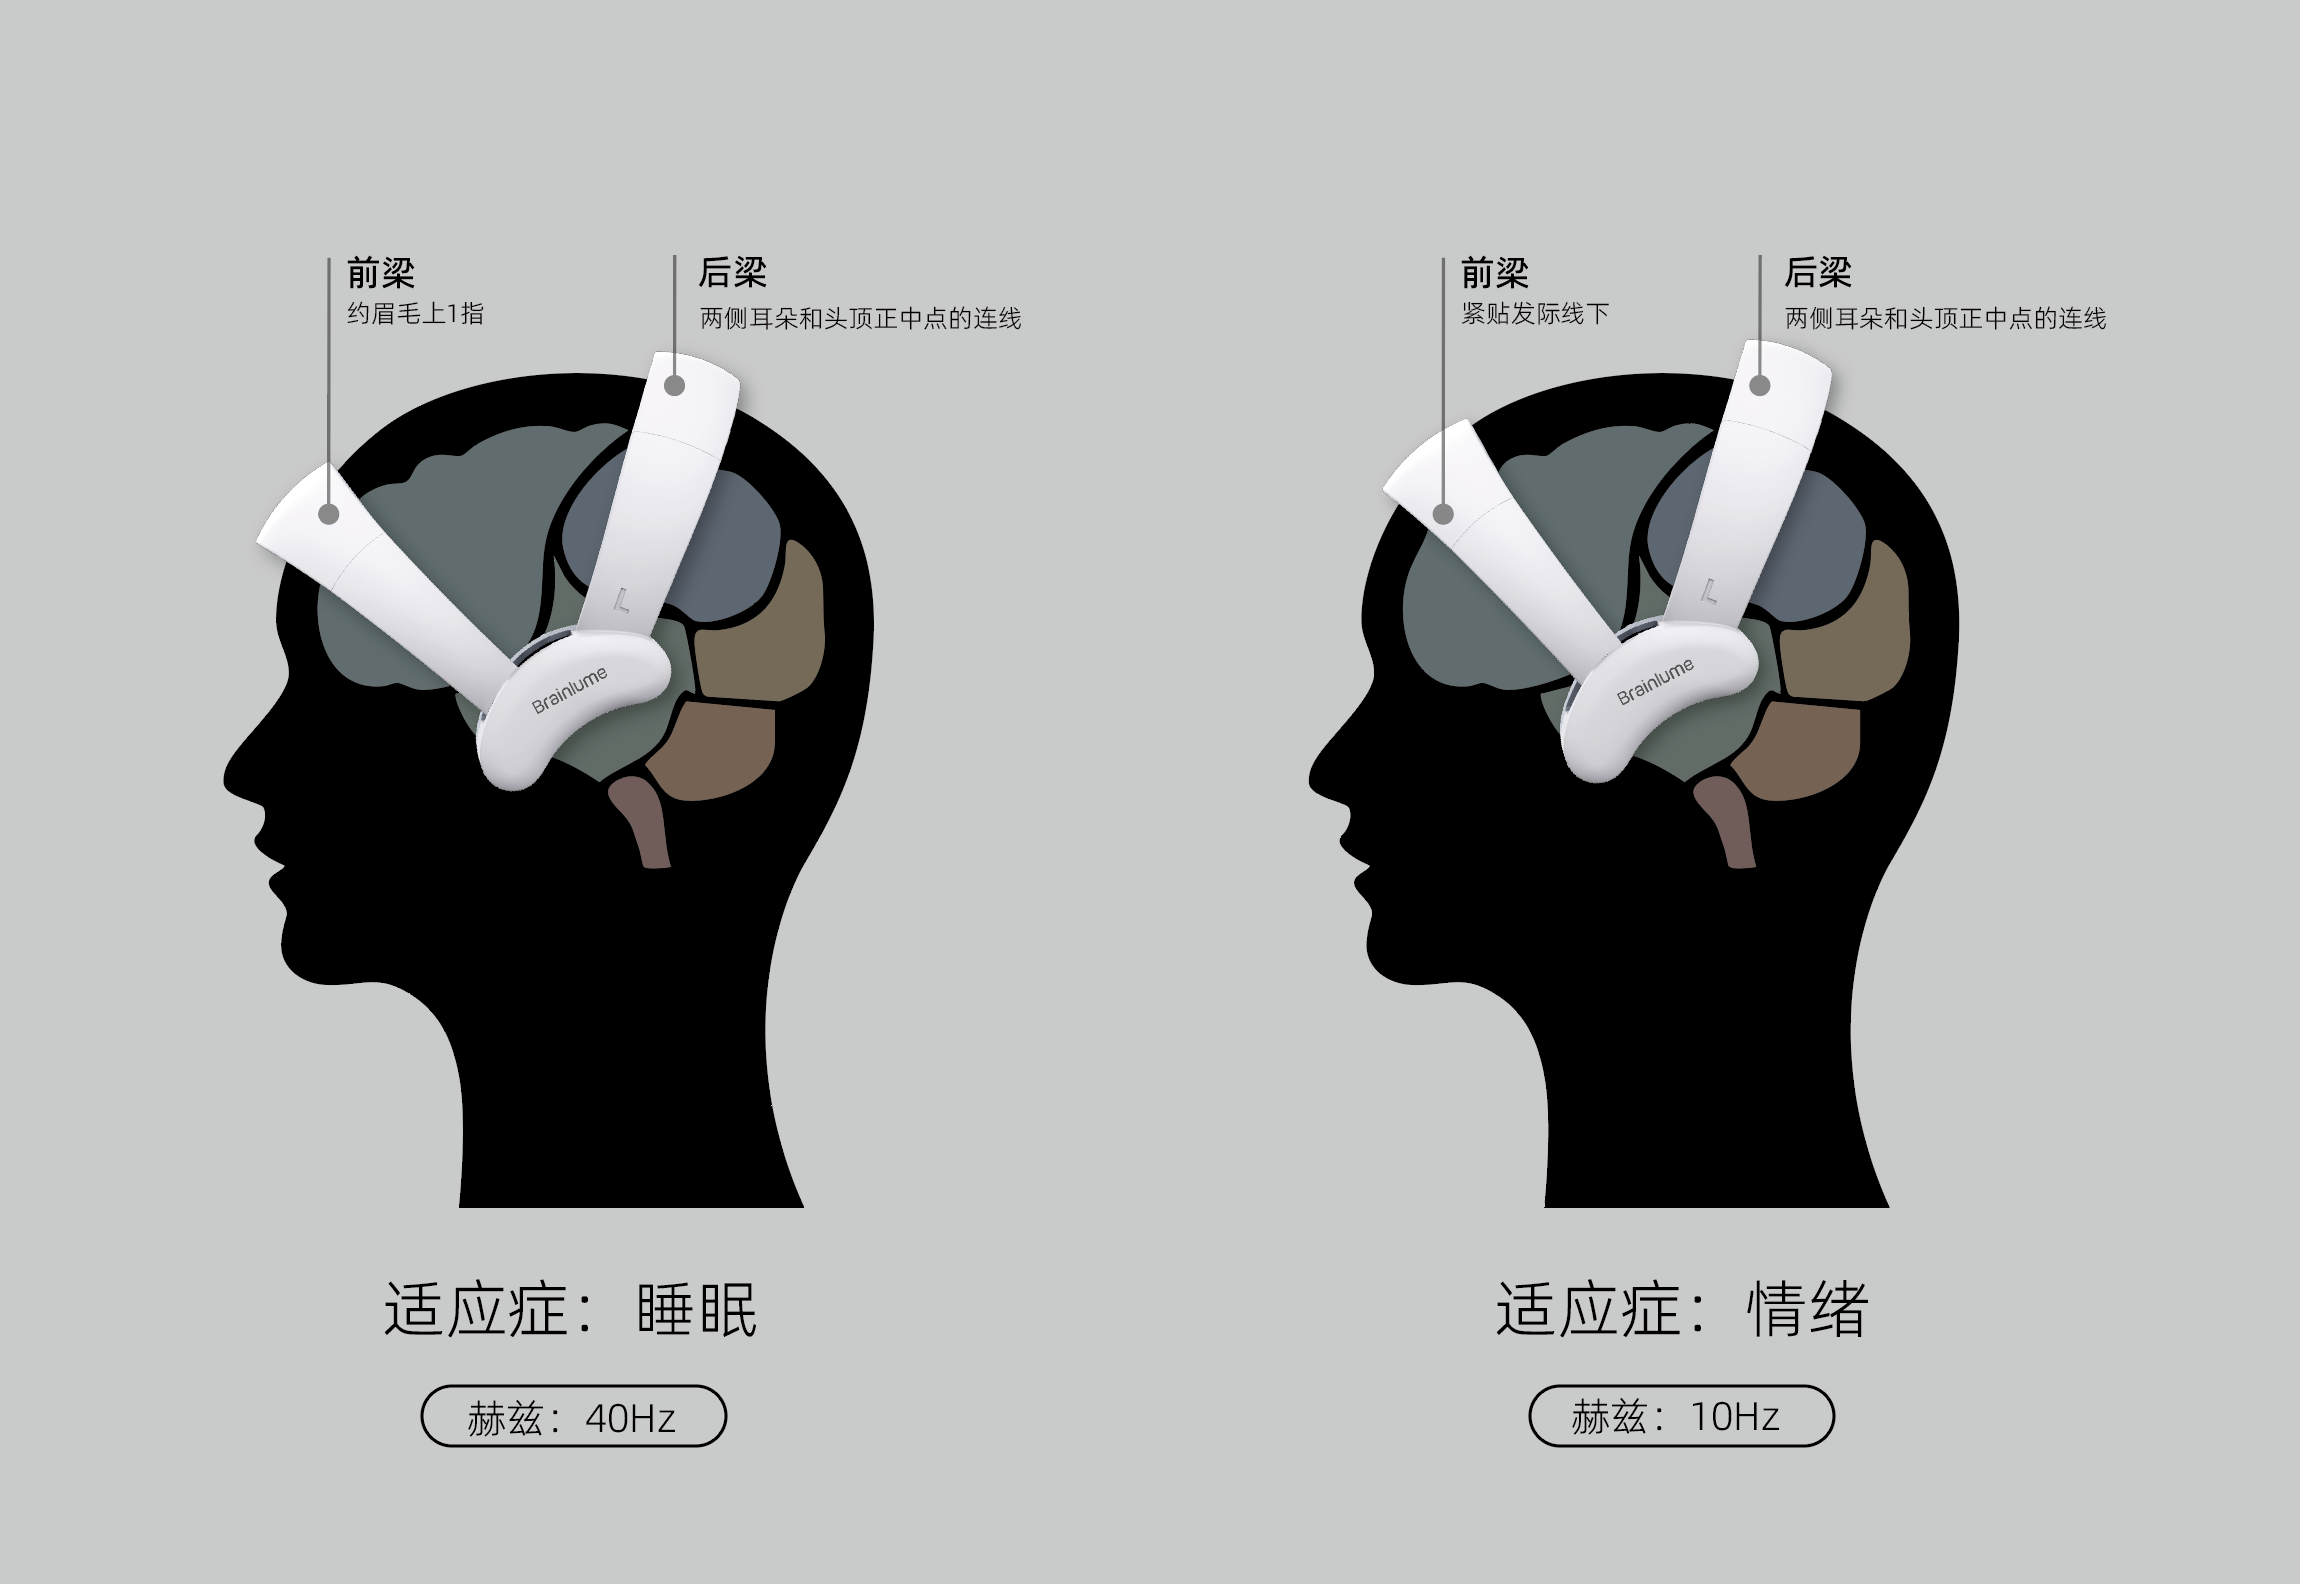 前梁
约眉毛上1指
后梁
两侧耳朵和头顶正中点的连线
L
Brainlume
适应症：睡眠
赫兹：40Hz
前梁
紧贴发际线下
后梁
两侧耳朵和头顶正中点的连线
L
Brainlume
适应症：情绪
赫兹：10Hz